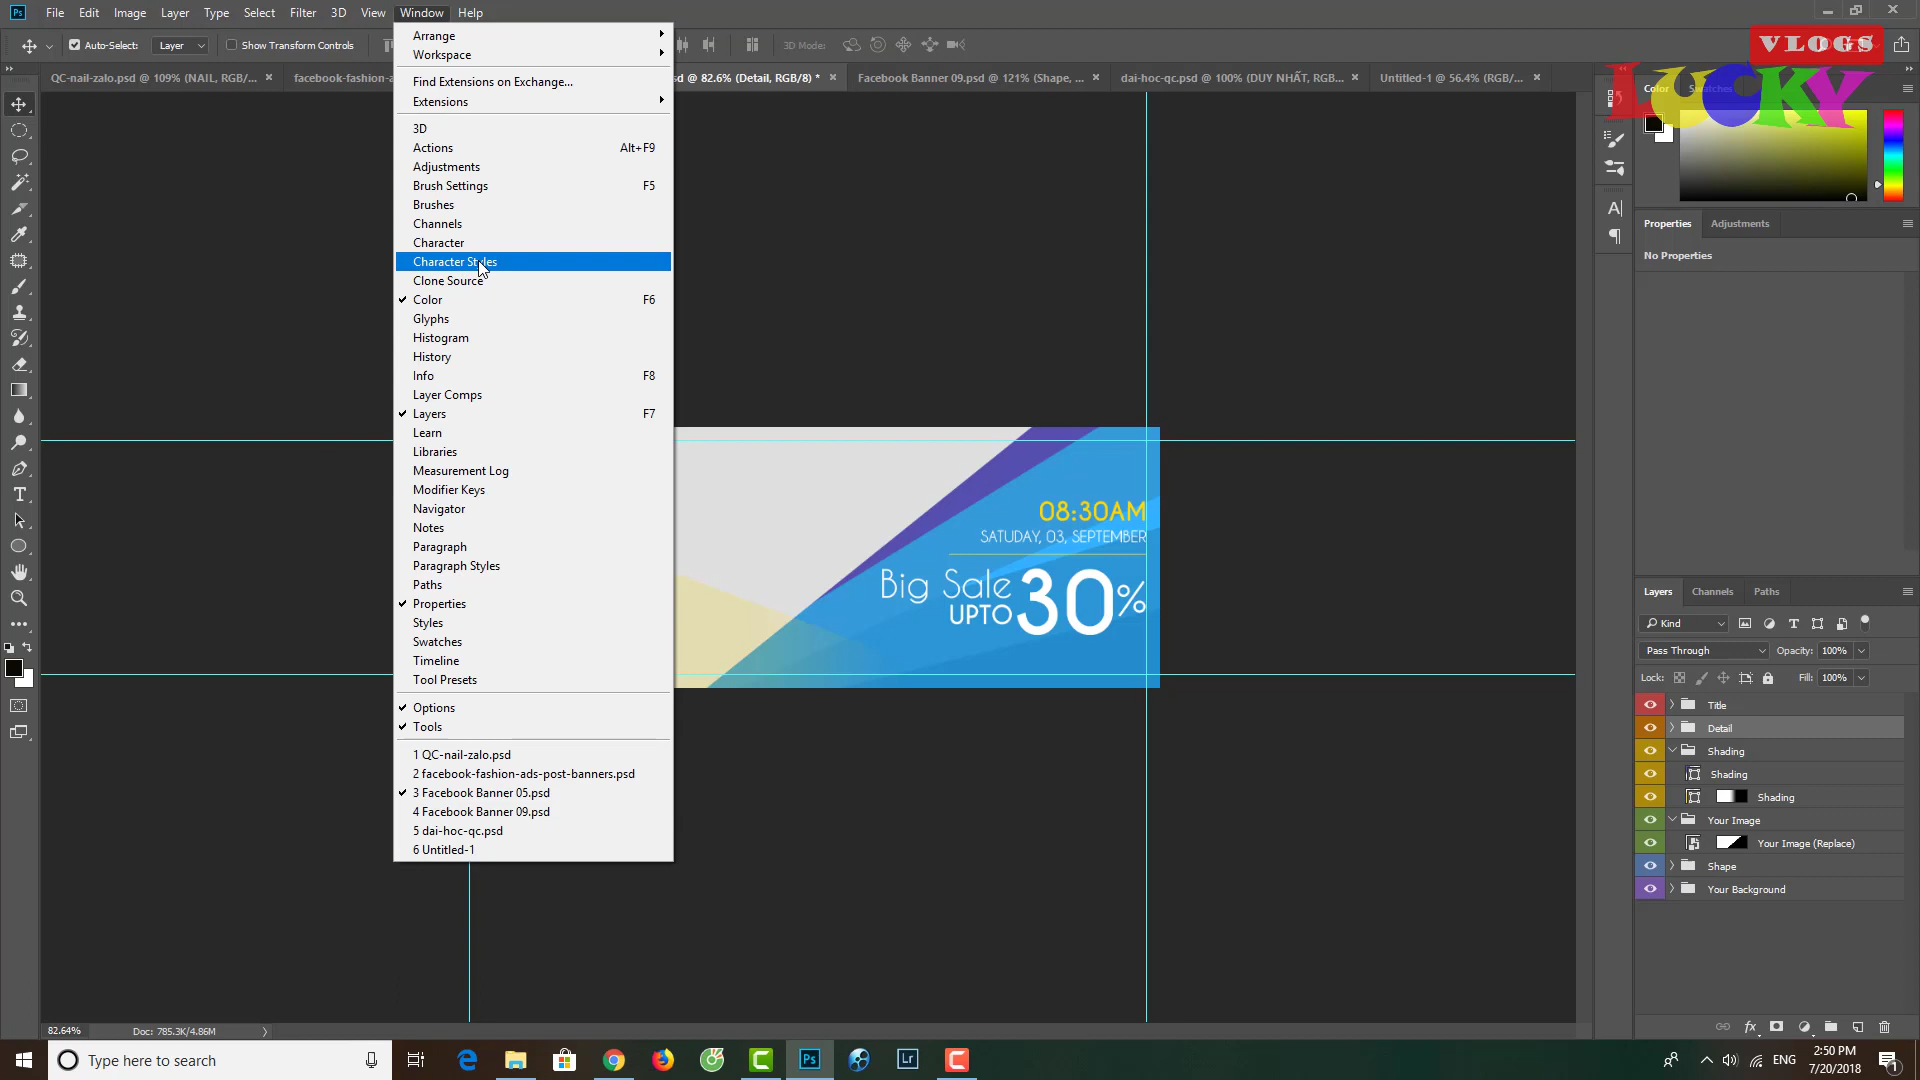 Ps File Edit Image Layer Type Select Filter 3D View Window Help
Auto-Select: Layer Show Transform Controls 3D Mode:
VLOGS
LUCKY
QC-nail-zalo.psd @ 109% (NAIL, RGB/... × facebook-fashion-a sd @ 82.6% (Detail, RGB/8) * × Facebook Banner 09.psd @ 121% (Shape, ... × dai-hoc-qc.psd @ 100% (DUY NHẤT, RGB... × Untitled-1 @ 56.4% (RGB/... ×
Arrange
Workspace
Find Extensions on Exchange...
Extensions
3D
Actions Alt+F9
Adjustments
Brush Settings F5
Brushes
Channels
Character
Character Styles
Clone Source
Color F6
Glyphs
Histogram
History
Info F8
Layer Comps
Layers F7
Learn
Libraries
Measurement Log
Modifier Keys
Navigator
Notes
Paragraph
Paragraph Styles
Paths
Properties
Styles
Swatches
Timeline
Tool Presets
Options
Tools
1 QC-nail-zalo.psd
2 facebook-fashion-ads-post-banners.psd
3 Facebook Banner 05.psd
4 Facebook Banner 09.psd
5 dai-hoc-qc.psd
6 Untitled-1
08:30AM
SATUDAY, 03, SEPTEMBER
Big Sale
UPTO 30%
Color Swatches
Properties Adjustments
No Properties
Layers Channels Paths
Kind
Pass Through Opacity: 100%
Lock: Fill: 100%
Title
Detail
Shading
Shading
Shading
Your Image
Your Image (Replace)
Shape
Your Background
82.64% Doc: 785.3K/4.86M
Type here to search
Ps Lr
ENG
2:50 PM
7/20/2018
1